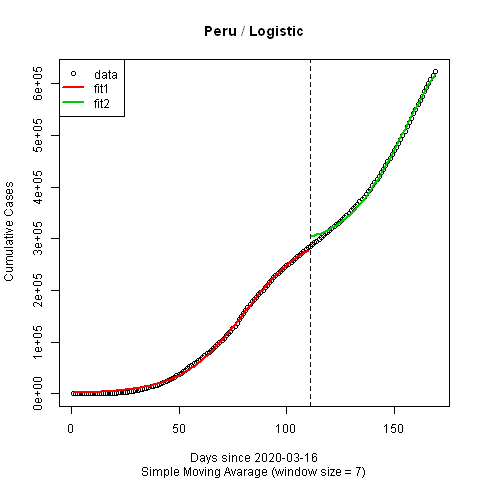 Peru / Logistic
data
fit1
fit2
Cumulative Cases
0e+00
1e+05
2e+05
3e+05
4e+05
5e+05
6e+05
0
50
100
150
Days since 2020-03-16
Simple Moving Avarage (window size = 7)